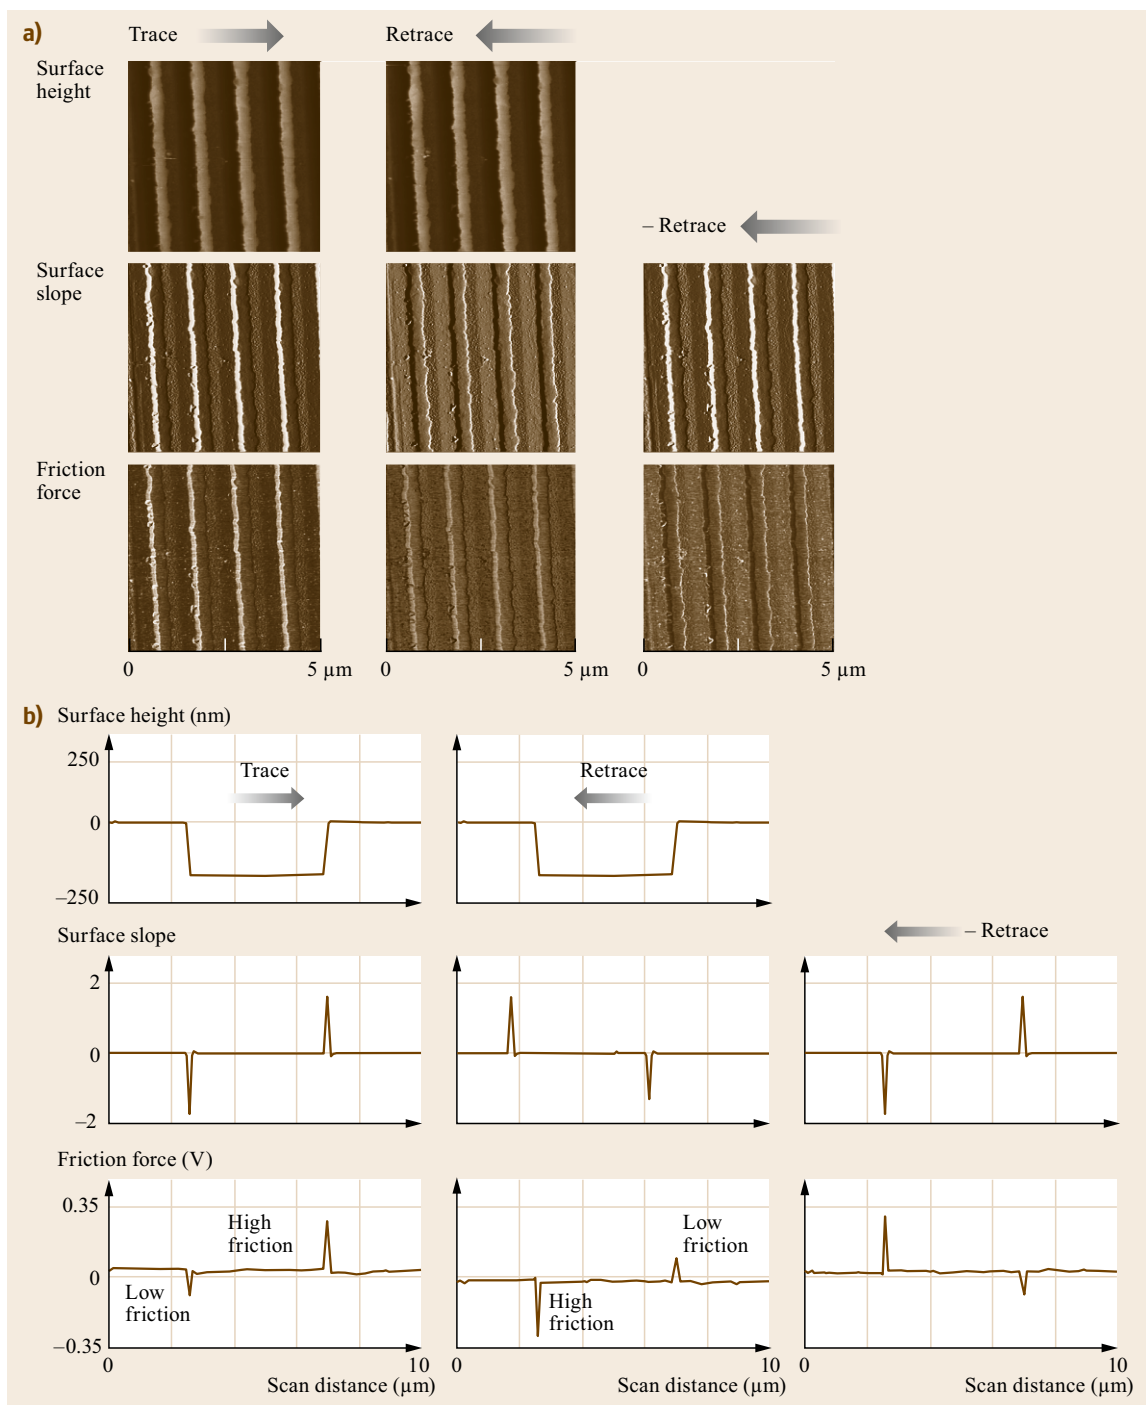 a)
Trace
Retrace
Surface
height
– Retrace
Surface
slope
Friction
force
0
5 µm
0
5 µm
0
5 µm
b)
Surface height (nm)
250
0
–250
Trace
Retrace
Surface slope
– Retrace
2
0
–2
Friction force (V)
0.35
0
–0.35
High
friction
Low
friction
Low
friction
High
friction
0
10
0
10
0
10
Scan distance (µm)
Scan distance (µm)
Scan distance (µm)